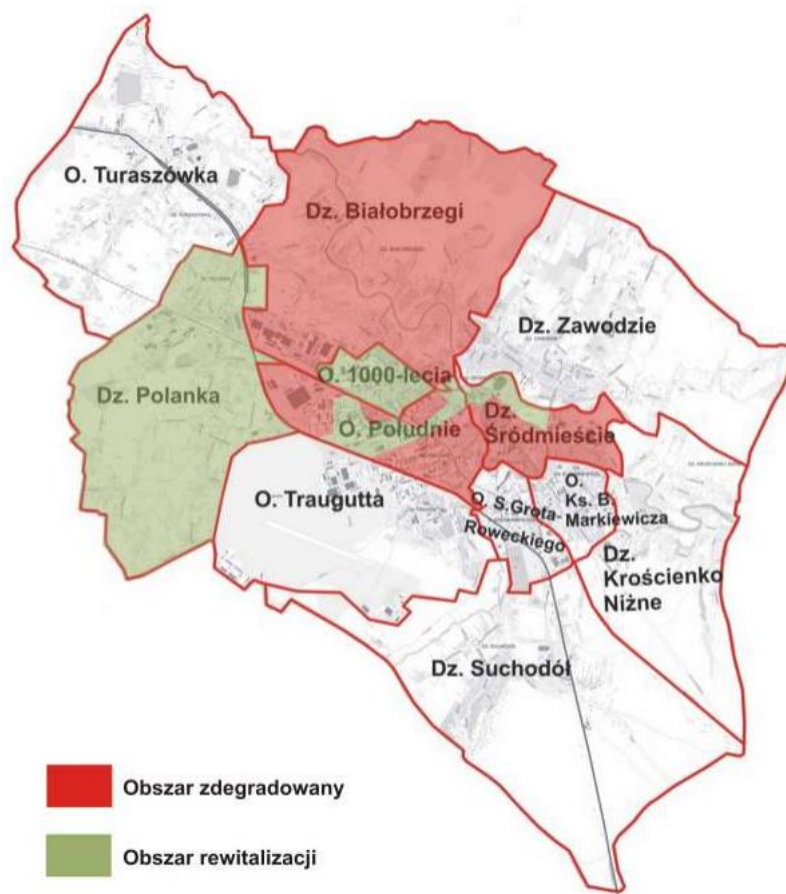 O. Turaszówka
Dz. Białobrzegi
Dz. Zawodzie
O. 1000-lecia
Dz. Polanka
Dz.
Śródmieście
O. Południe
O. Traugutta
O. S.Grota-
Roweckiego
O.
Ks. B.
Markiewicza
Dz.
Krościenko
Niżne
Dz. Suchodół
Obszar zdegradowany
Obszar rewitalizacji